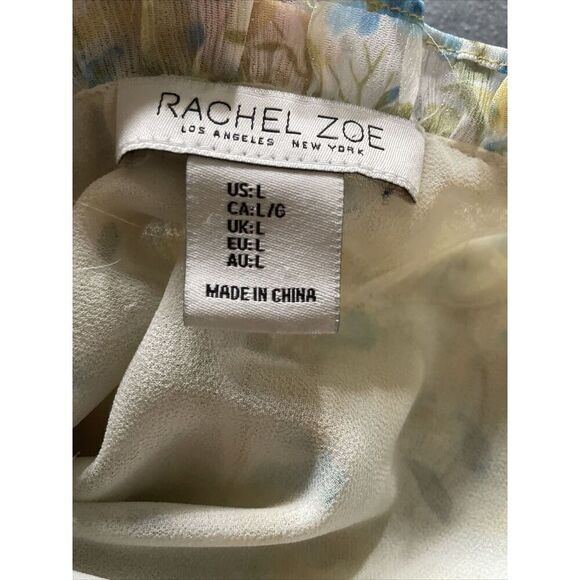 RACHEL ZOE
LOS ANGELES NEW YORK
US:L
CA:L/G
UK:L
EU:L
AU:L
MADE IN CHINA